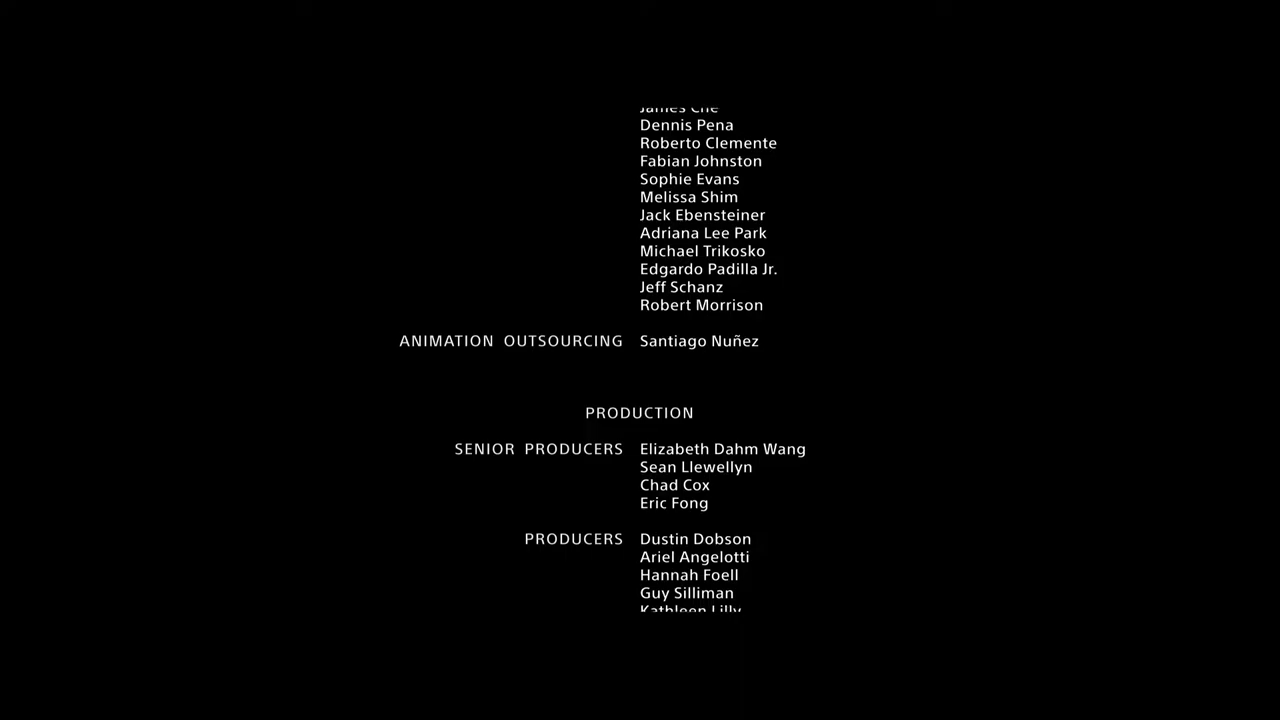 Dennis Pena
Roberto Clemente
Fabian Johnston
Sophie Evans
Melissa Shim
Jack Ebensteiner
Adriana Lee Park
Michael Trikosko
Edgardo Padilla Jr.
Jeff Schanz
Robert Morrison
ANIMATION OUTSOURCING Santiago Nuñez
PRODUCTION
SENIOR PRODUCERS Elizabeth Dahm Wang
Sean Llewellyn
Chad Cox
Eric Fong
PRODUCERS Dustin Dobson
Ariel Angelotti
Hannah Foell
Guy Silliman
Kathleen Lilly